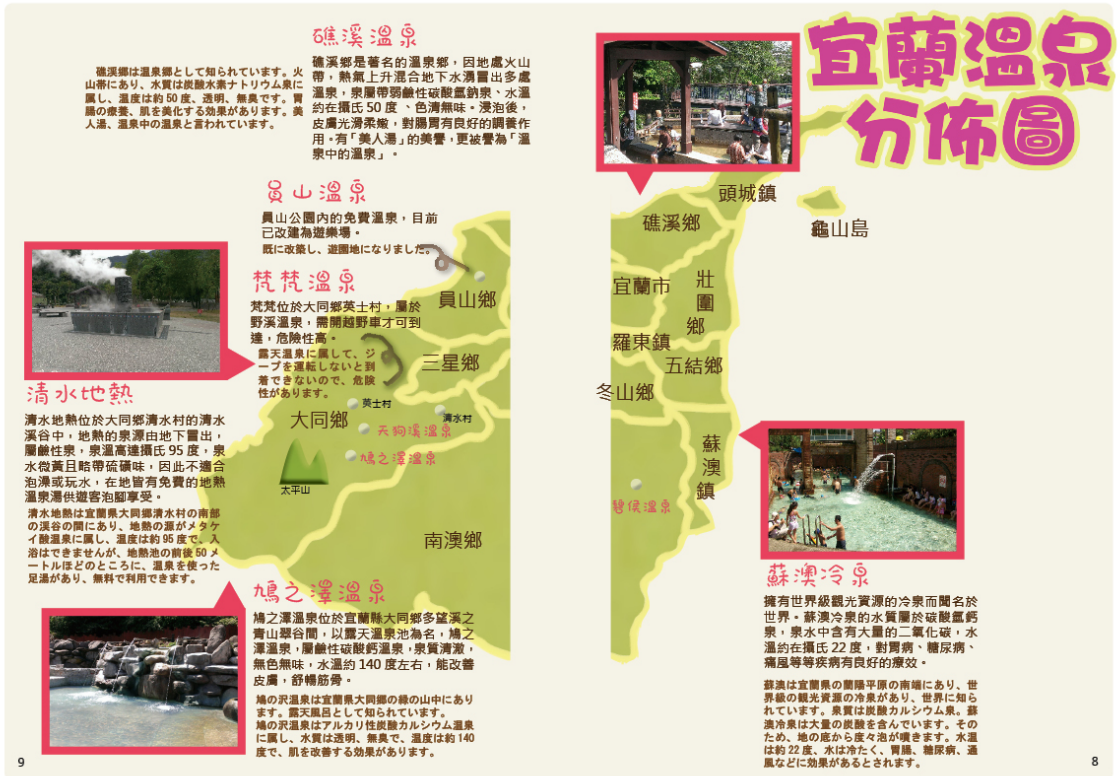 宜蘭溫泉
分佈圖
礁溪溫泉
礁溪鄉是著名的溫泉鄉，因地處火山
帶，熱氣上升混合地下水湧冒出多處
溫泉，泉屬帶弱鹼性碳酸氫鈉泉、水溫
約在攝氏50度、色清無味。浸泡後，
皮膚光滑柔嫩，對腸胃有良好的調養作
用。有「美人湯」的美譽，更被譽為「溫
泉中的溫泉」。
礁溪郷は温泉郷として知られています。火
山帯にあり、水質は炭酸水素ナトリウム泉に
属し、温度は約50度、透明、無臭です。胃
腸の療養、肌を美化する効果があります。美
人湯、温泉中の温泉と言われています。
員山溫泉
員山公園內的免費溫泉，目前
已改建為遊樂場。
既に改築し、遊園地になりました。
梵梵溫泉
梵梵位於大同鄉英士村，屬於
野溪溫泉，需開越野車才可到
達，危險性高。
露天温泉に属して、ジ
ープを運転しないと到
着できないので、危険
性があります。
清水地熱
清水地熱位於大同鄉清水村的清水
溪谷中，地熱的泉源由地下冒出，
屬鹼性泉，泉溫高達攝氏95度，泉
水微黃且略帶硫磺味，因此不適合
泡澡或玩水，在地皆有免費的地熱
溫泉湯供遊客泡腳享受。
清水地熱は宜蘭県大同郷清水村の南部
の渓谷の間にあり、地熱の源がメタケ
イ酸温泉に属し、温度は約95度で、入
浴はできませんが、地熱池の前後50メ
ートルほどのところに、温泉を使った
足湯があり、無料で利用できます。
鳩之澤溫泉
鳩之澤溫泉位於宜蘭縣大同鄉多望溪之
青山翠谷間，以露天溫泉池為名，鳩之
澤溫泉，屬鹼性碳酸鈣溫泉，泉質清澈，
無色無味，水溫約140度左右，能改善
皮膚，舒暢筋骨。
鳩の沢温泉は宜蘭県大同郷の緑の山中にあり
ます。露天風呂として知られています。
鳩の沢温泉はアルカリ性炭酸カルシウム温泉
に属し、水質は透明、無臭で、温度は約140
度で、肌を改善する効果があります。
員山鄉
三星鄉
大同鄉
英士村
清水村
天狗溪溫泉
鳩之澤溫泉
太平山
南澳鄉
頭城鎮
礁溪鄉
龜山島
宜蘭市
壯
圍
鄉
羅東鎮
五結鄉
冬山鄉
蘇
澳
鎮
碧侯溫泉
蘇澳冷泉
擁有世界級觀光資源的冷泉而聞名於
世界。蘇澳冷泉的水質屬於碳酸氫鈣
泉，泉水中含有大量的二氧化碳，水
溫約在攝氏22度，對胃病、糖尿病、
痛風等等疾病有良好的療效。
蘇澳は宜蘭県の蘭陽平原の南端にあり、世
界級の観光資源の冷泉があり、世界に知ら
れています。泉質は炭酸カルシウム泉。蘇
澳冷泉は大量の炭酸を含んでいます。その
ため、地の底から度々泡が噴きます。水温
は約22度、水は冷たく、胃腸、糖尿病、通
風などに効果があるとされます。
9
8